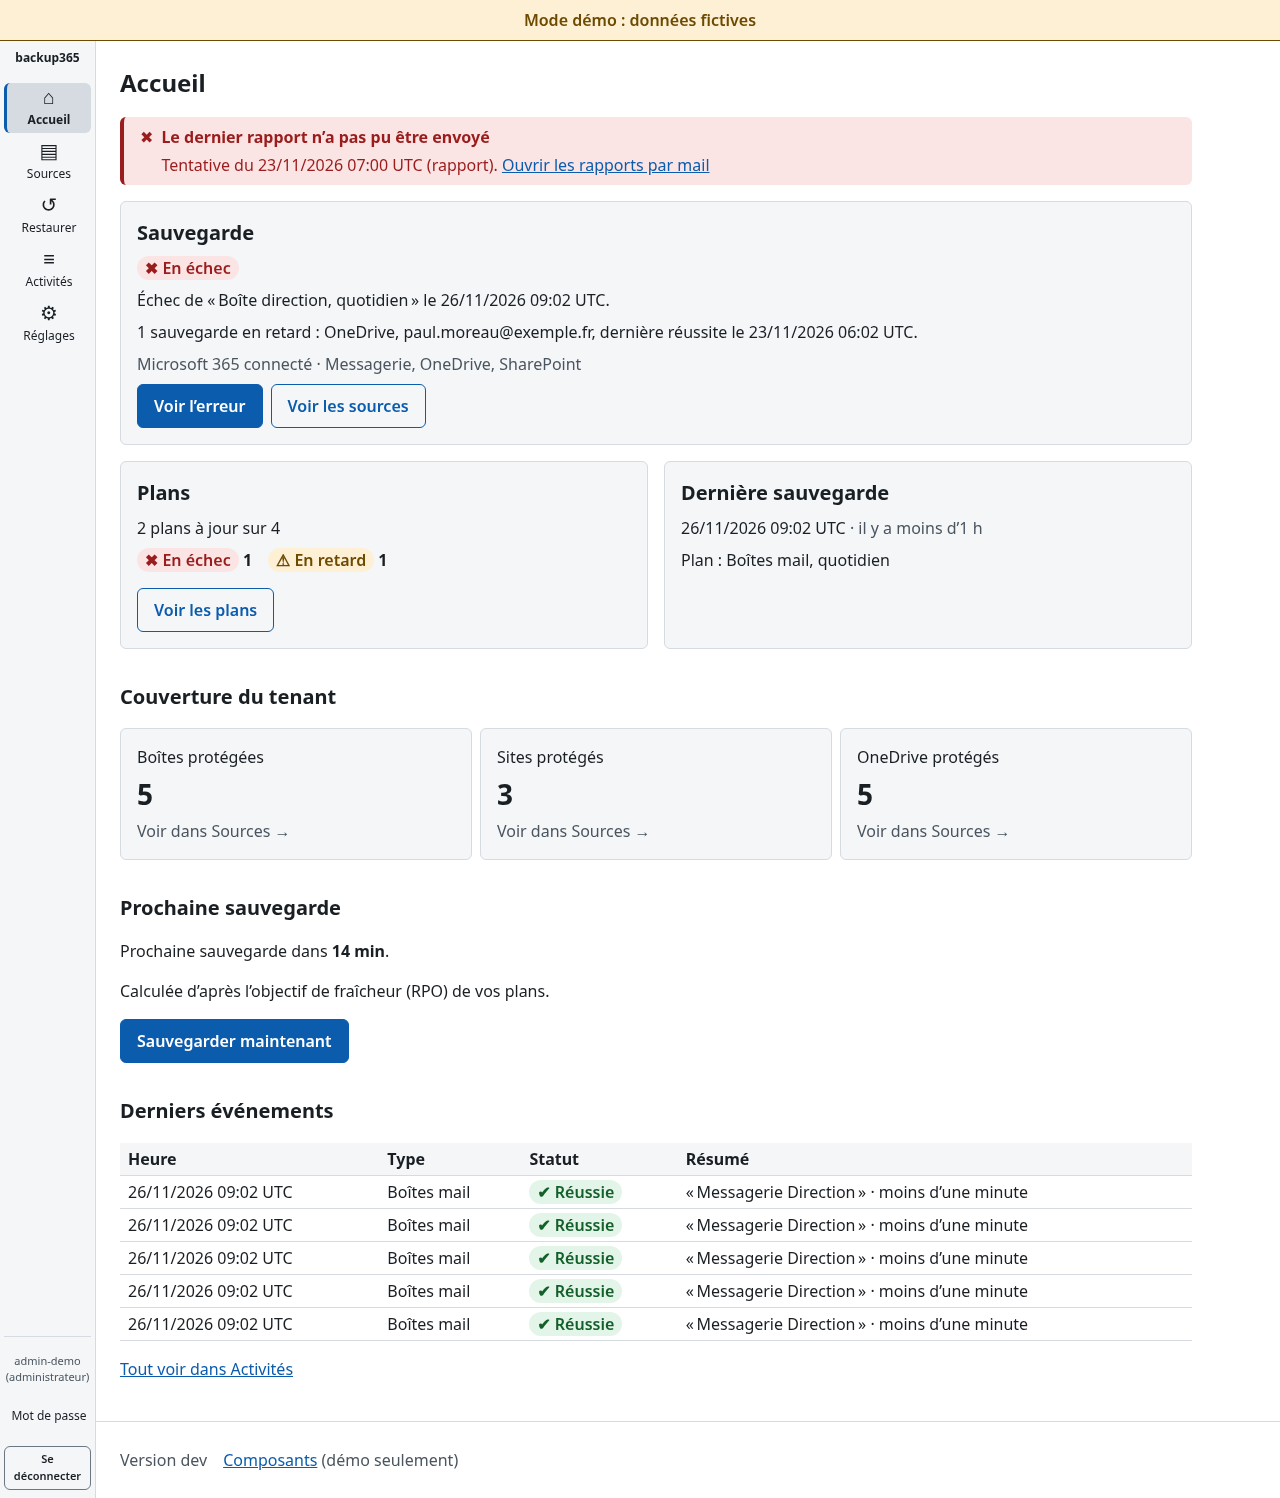 Mode démo : données fictives
backup365
Accueil
Sources
Restaurer
Activités
Réglages
admin-demo
(administrateur)
Mot de passe
Se
déconnecter
Accueil
✖ Le dernier rapport n’a pas pu être envoyé
Tentative du 23/11/2026 07:00 UTC (rapport). Ouvrir les rapports par mail
Sauvegarde
✖ En échec
Échec de « Boîte direction, quotidien » le 26/11/2026 09:02 UTC.
1 sauvegarde en retard : OneDrive, paul.moreau@exemple.fr, dernière réussite le 23/11/2026 06:02 UTC.
Microsoft 365 connecté · Messagerie, OneDrive, SharePoint
Voir l’erreur Voir les sources
Plans
2 plans à jour sur 4
✖ En échec 1 ⚠ En retard 1
Voir les plans
Dernière sauvegarde
26/11/2026 09:02 UTC · il y a moins d’1 h
Plan : Boîtes mail, quotidien
Couverture du tenant
Boîtes protégées
5
Voir dans Sources →
Sites protégés
3
Voir dans Sources →
OneDrive protégés
5
Voir dans Sources →
Prochaine sauvegarde
Prochaine sauvegarde dans 14 min.
Calculée d’après l’objectif de fraîcheur (RPO) de vos plans.
Sauvegarder maintenant
Derniers événements
Heure Type Statut Résumé
26/11/2026 09:02 UTC Boîtes mail ✔ Réussie « Messagerie Direction » · moins d’une minute
26/11/2026 09:02 UTC Boîtes mail ✔ Réussie « Messagerie Direction » · moins d’une minute
26/11/2026 09:02 UTC Boîtes mail ✔ Réussie « Messagerie Direction » · moins d’une minute
26/11/2026 09:02 UTC Boîtes mail ✔ Réussie « Messagerie Direction » · moins d’une minute
26/11/2026 09:02 UTC Boîtes mail ✔ Réussie « Messagerie Direction » · moins d’une minute
Tout voir dans Activités
Version dev Composants (démo seulement)